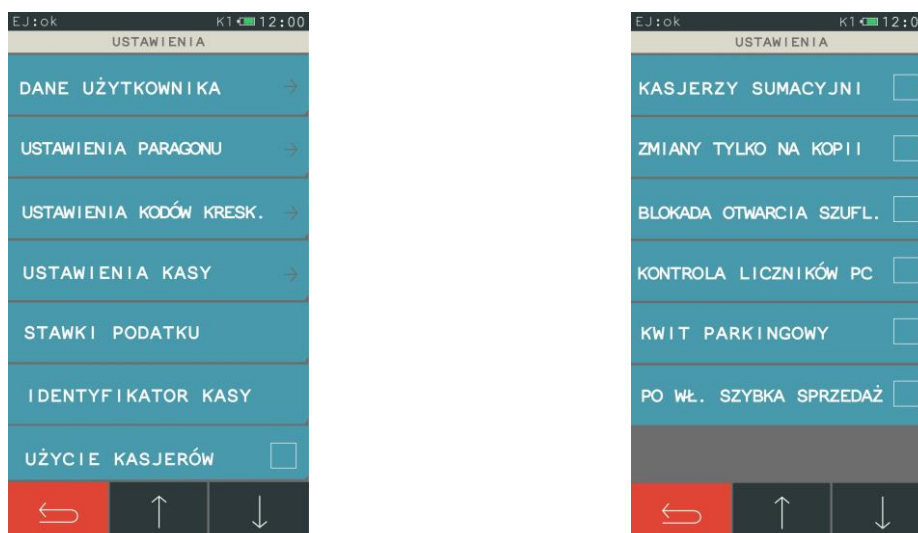 EJ:ok K1 12:00
USTAWIENIA
DANE UŻYTKOWNIKA
USTAWIENIA PARAGONU
USTAWIENIA KODÓW KRESK.
USTAWIENIA KASY
STAWKI PODATKU
IDENTYFIKATOR KASY
UŻYCIE KASJERÓW
EJ:ok K1 12:0
USTAWIENIA
KASJERZY SUMACYJNI
ZMIANY TYLKO NA KOPII
BLOKADA OTWARCIA SZUFL.
KONTROLA LICZNIKÓW PC
KWIT PARKINGOWY
PO WŁ. SZYBKA SPRZEDAŻ